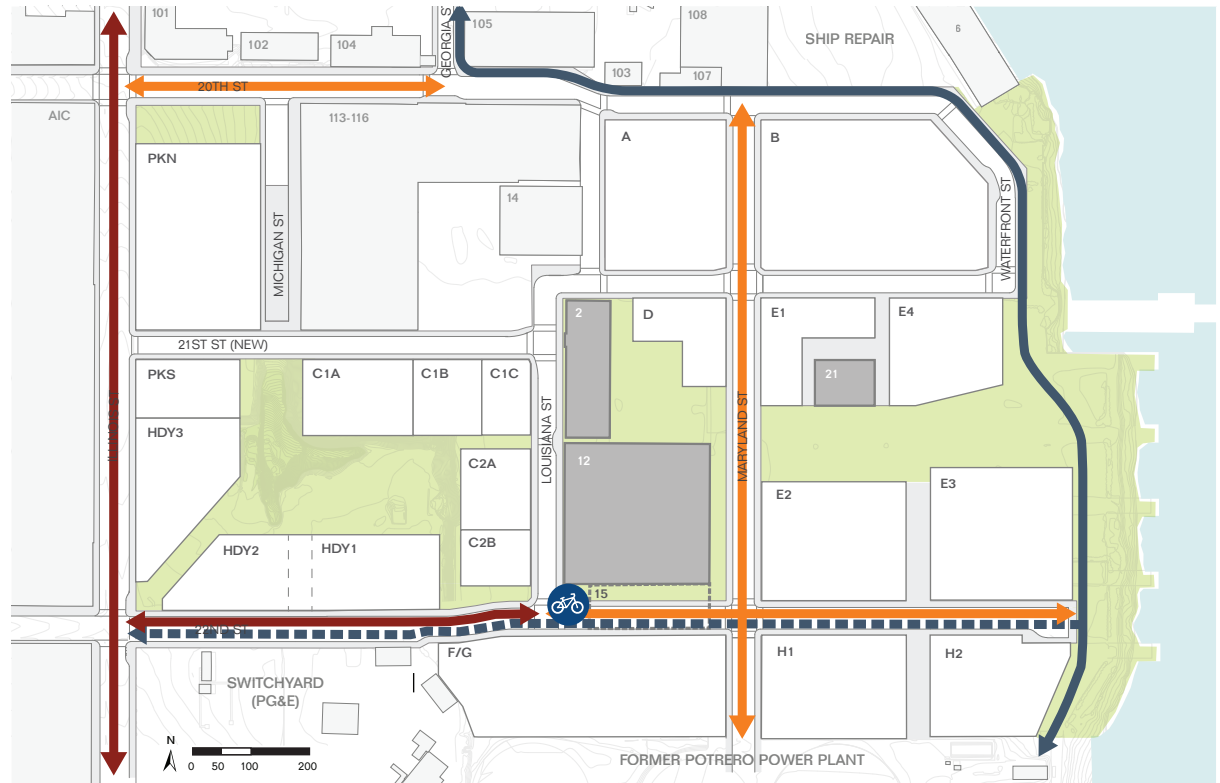 101
102
104
GEORGIA ST
105
108
103
107
SHIP REPAIR
6
20TH ST
AIC
113-116
PKN
MICHIGAN ST
14
A
B
WATERFRONT ST
21ST ST (NEW)
2
D
E1
E4
21
PKS
C1A
C1B
C1C
LOUISIANA ST
MARYLAND ST
ILLINOIS ST
HDY3
C2A
12
E2
E3
HDY2
HDY1
C2B
15
22ND ST
F/G
H1
H2
SWITCHYARD
(PG&E)
N
0 50 100 200
FORMER POTRERO POWER PLANT